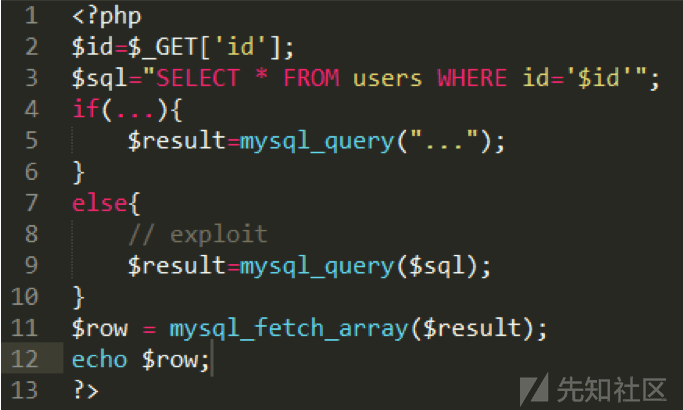 1 <?php
2 $id=$_GET['id'];
3 $sql="SELECT * FROM users WHERE id='$id'";
4 if(...){
5     $result=mysql_query("...");
6 }
7 else{
8     // exploit
9     $result=mysql_query($sql);
10 }
11 $row = mysql_fetch_array($result);
12 echo $row;
13 ?>
先知社区